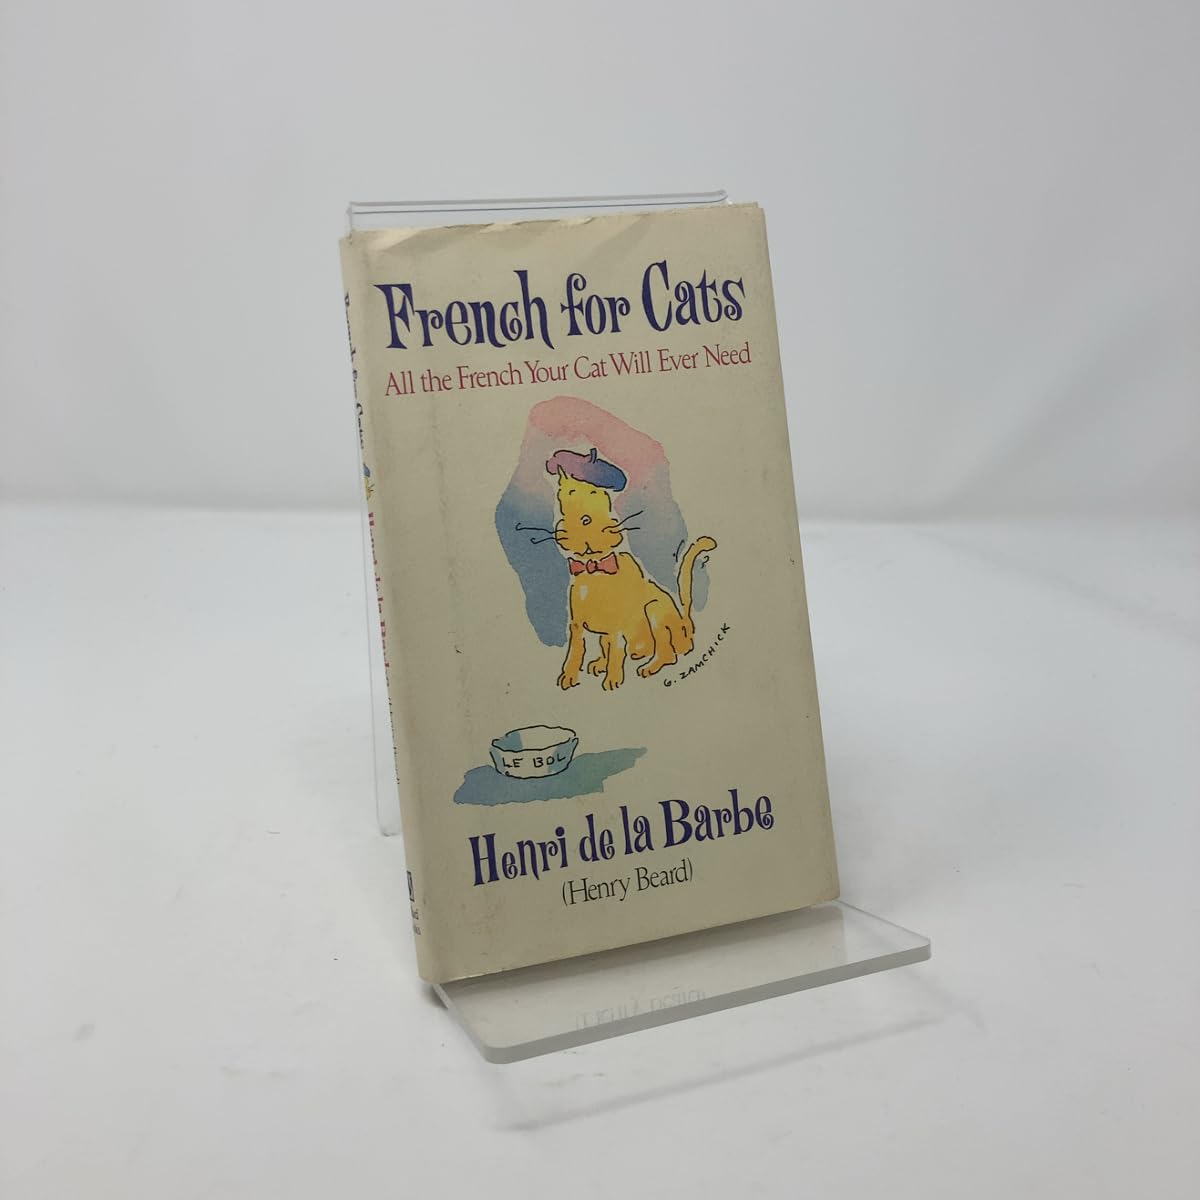 French for Cats
All the French Your Cat Will Ever Need
G. ZAMCHICK
LE BOL
Henri de la Barbe
(Henry Beard)